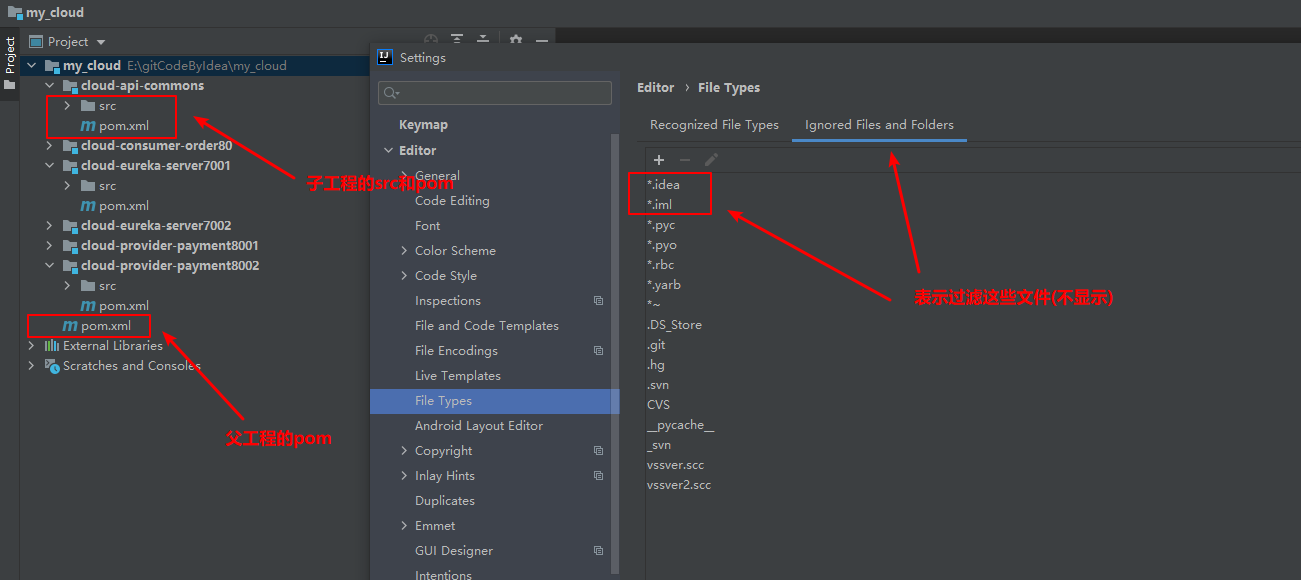 my_cloud
Project
Project
my_cloud E:\gitCodeByIdea\my_cloud
cloud-api-commons
src
pom.xml
cloud-consumer-order80
cloud-eureka-server7001
src
pom.xml
cloud-eureka-server7002
cloud-provider-payment8001
cloud-provider-payment8002
src
pom.xml
pom.xml
External Libraries
Scratches and Consoles
子工程的src和pom
父工程的pom
IJ Settings
Keymap
Editor
General
Code Editing
Font
Color Scheme
Code Style
Inspections
File and Code Templates
File Encodings
Live Templates
File Types
Android Layout Editor
Copyright
Inlay Hints
Duplicates
Emmet
GUI Designer
Intentions
Editor › File Types
Recognized File Types Ignored Files and Folders
*.idea
*.iml
*.pyc
*.pyo
*.rbc
*.yarb
*~
.DS_Store
.git
.hg
.svn
CVS
__pycache__
_svn
vssver.scc
vssver2.scc
表示过滤这些文件(不显示)